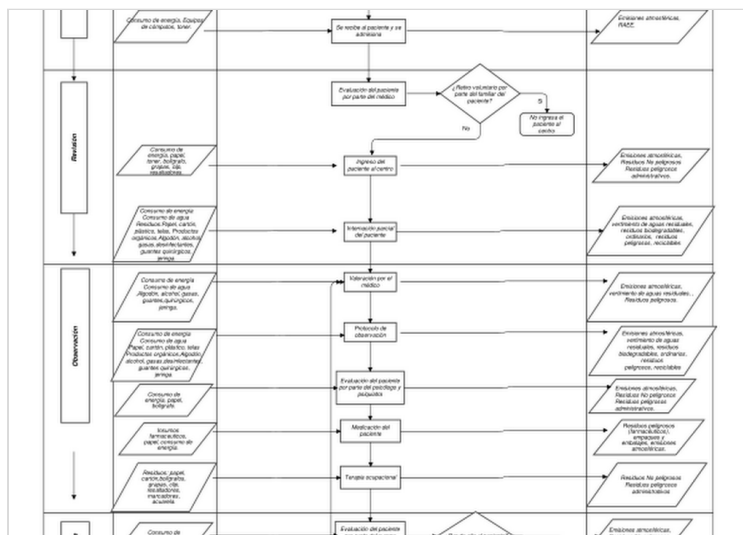 Consumo de energía, Equipos
de cómputos, toner.
Se recibe al paciente y se
admisiona
Emisiones atmosféricas,
RAEE.
Revisión
Evaluación del paciente
por parte del médico
¿Retiro voluntario por
parte del familiar del
paciente?
Si
No ingresa el
paciente al
centro
No
Consumo de
energía, papel,
toner, bolígrafo,
grapas, clip,
resaltadores
Ingreso del
paciente al centro
Emisiones atmosféricas,
Residuos No peligrosos
Residuos peligrosos
administrativos.
Consumo de energía
Consumo de agua
Residuos:Papel, cartón,
plástico, telas, Productos
orgánicos,Algodón, alcohol,
gasas,desinfectantes,
guantes quirúrgicos,
jeringa
Internación parcial
del paciente
Emisiones atmosféricas,
vertimiento de aguas residuales,
residuos biodegradables,
ordinarios, residuos
peligrosos, reciclables
Observación
Consumo de energía
Consumo de agua
Algodón, alcohol, gasas,
guantes,quirúrgicos,
jeringa.
Valoración por el
médico
Emisiones atmosféricas,
vertimiento de aguas residuales,.
Residuos peligrosos.
Consumo de energía
Consumo de agua
Papel, cartón, plástico, telas
Productos orgánicos,Algodón,
alcohol, gasas,desinfectantes,
guantes quirúrgicos,
jeringa
Protocolo de
observación
Emisiones atmosféricas,
vertimiento de aguas
residuales, residuos
biodegradables, ordinarios,
residuos
peligrosos, reciclables
Consumo de
energía, papel,
bolígrafo
Evaluación del paciente
por parte del psicólogo y
psiquiatra
Emisiones atmosféricas,
Residuos No peligrosos
Residuos peligrosos
administrativos.
Insumos
farmacéuticos,
papel, consumo de
energía.
Medicación del
paciente
Residuos peligrosos
(farmacéuticos),
empaques y
embalajes, emisiones
atmosféricas.
Residuos: papel,
cartón,bolígrafos,
grapas, clip,
resaltadores,
marcadores,
acuarela
Terapia ocupacional
Residuos No peligrosos
Residuos peligrosos
administrativos
Consumo de
Evaluación del paciente
Emisiones atmosféricas,